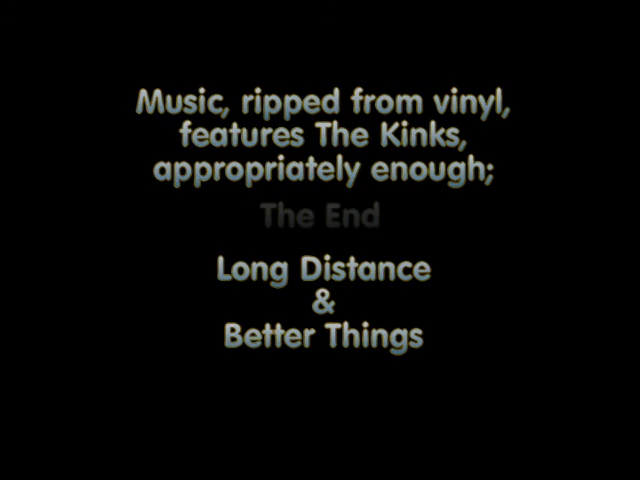 Music, ripped from vinyl,
features The Kinks,
appropriately enough;
The End
Long Distance
&
Better Things